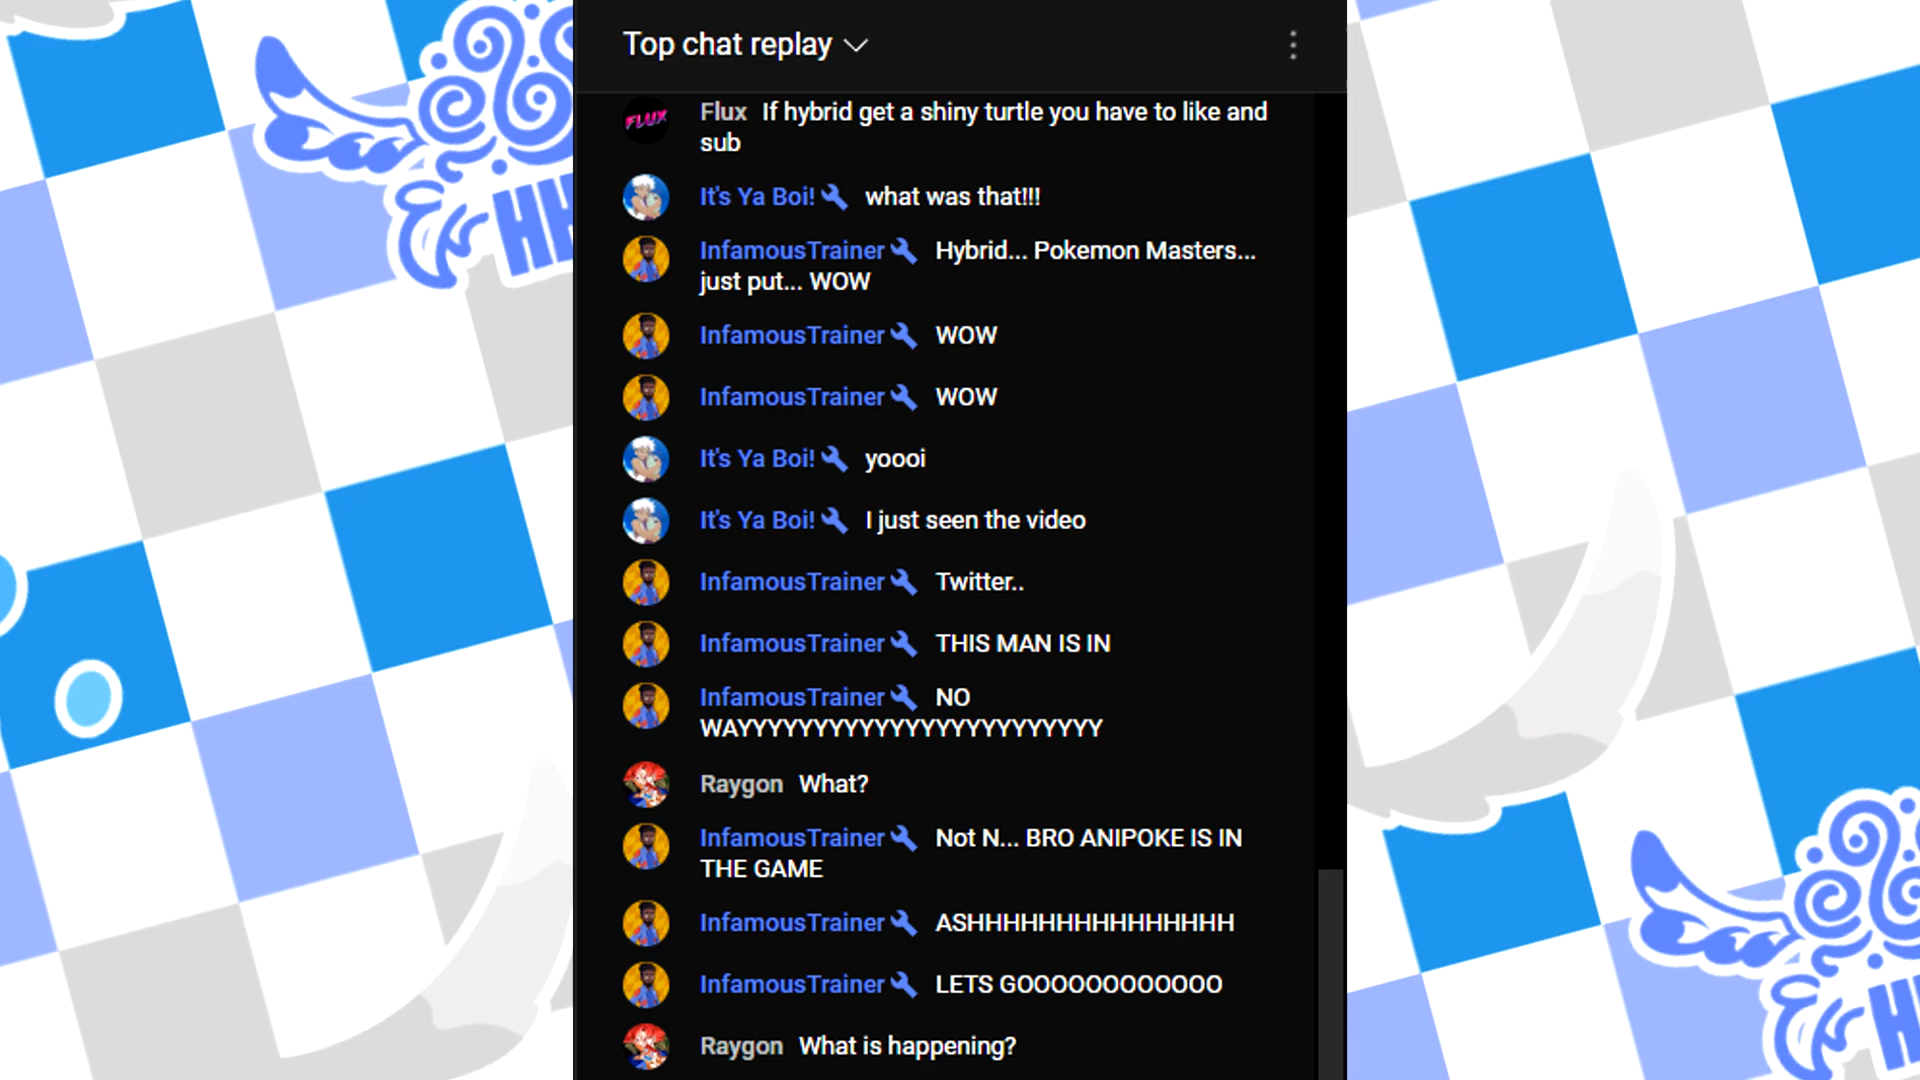 Top chat replay
FLUX
Flux If hybrid get a shiny turtle you have to like and
sub
It's Ya Boi! what was that!!!
InfamousTrainer Hybrid... Pokemon Masters...
just put... WOW
InfamousTrainer WOW
InfamousTrainer WOW
It's Ya Boi! yoooi
It's Ya Boi! I just seen the video
InfamousTrainer Twitter..
InfamousTrainer THIS MAN IS IN
InfamousTrainer NO
WAYYYYYYYYYYYYYYYYYYYYYYYY
Raygon What?
InfamousTrainer Not N... BRO ANIPOKE IS IN
THE GAME
InfamousTrainer ASHHHHHHHHHHHHHHH
InfamousTrainer LETS GOOOOOOOOOOOO
Raygon What is happening?